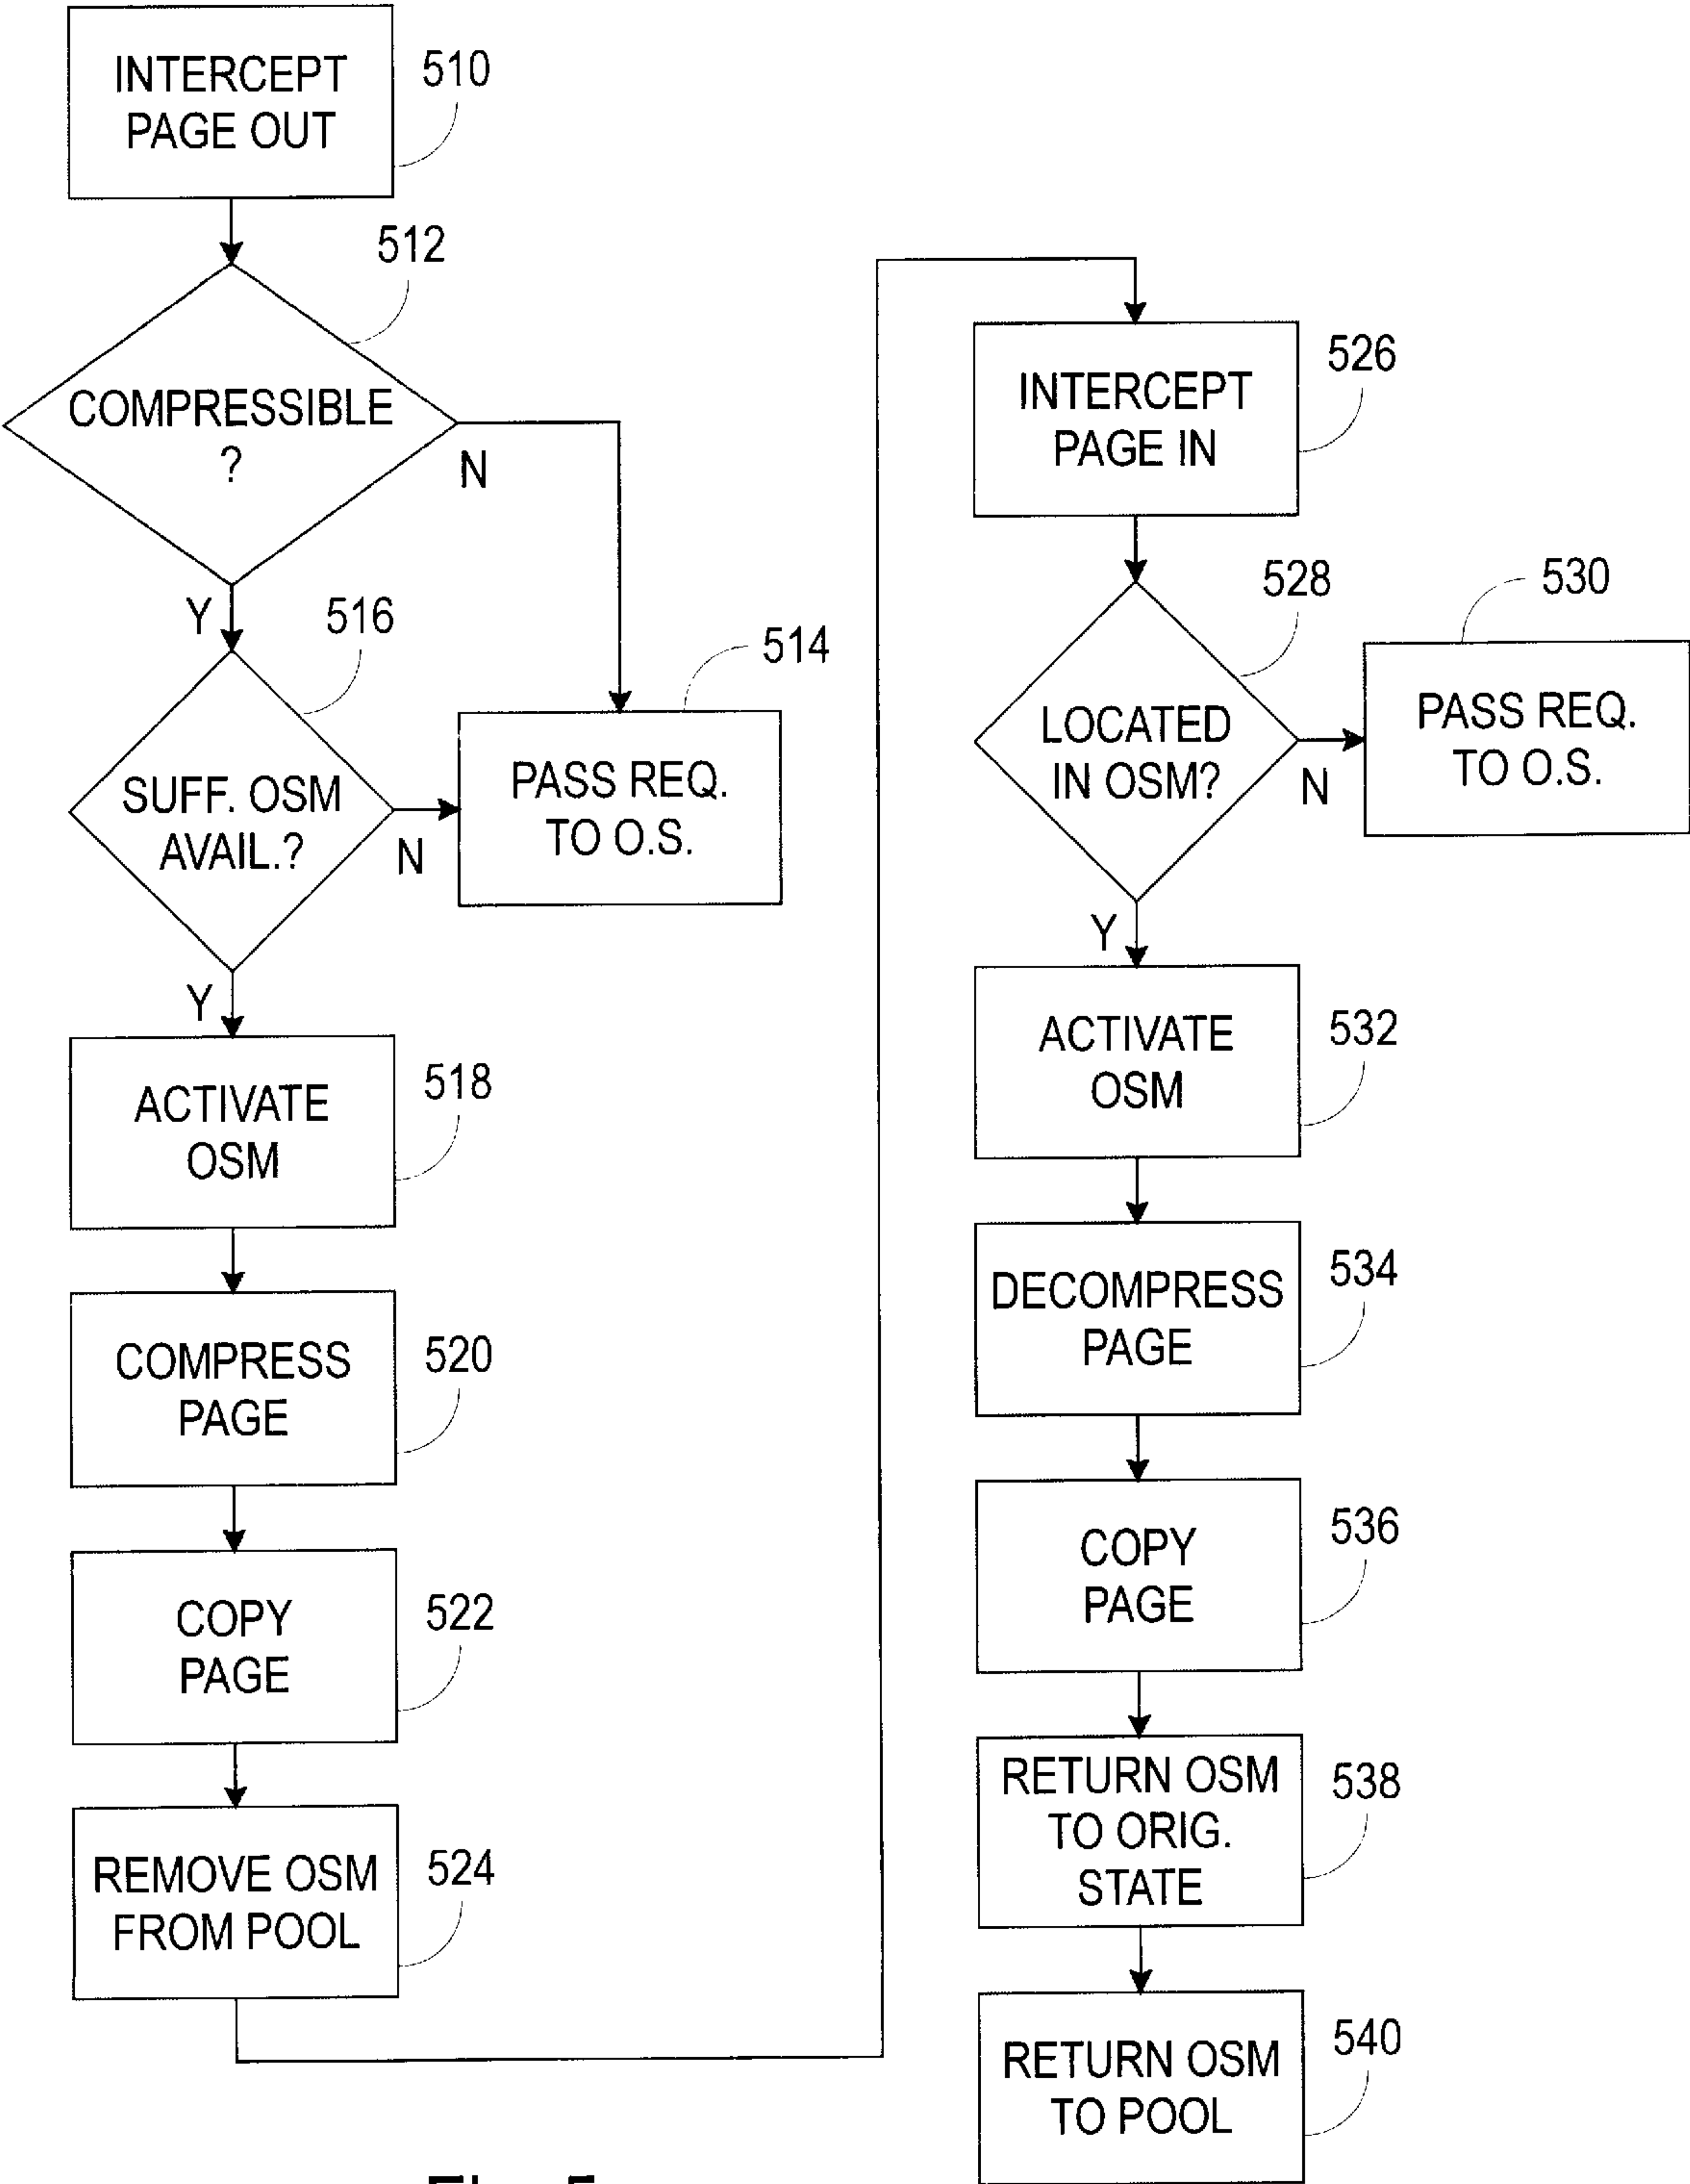 INTERCEPT
PAGE OUT
510
512
COMPRESSIBLE
?
N
Y
516
514
SUFF. OSM
AVAIL.?
N
PASS REQ.
TO O.S.
Y
ACTIVATE
OSM
518
COMPRESS
PAGE
520
COPY
PAGE
522
REMOVE OSM
FROM POOL
524
INTERCEPT
PAGE IN
526
528
530
LOCATED
IN OSM?
N
PASS REQ.
TO O.S.
Y
ACTIVATE
OSM
532
DECOMPRESS
PAGE
534
COPY
PAGE
536
RETURN OSM
TO ORIG.
STATE
538
RETURN OSM
TO POOL
540